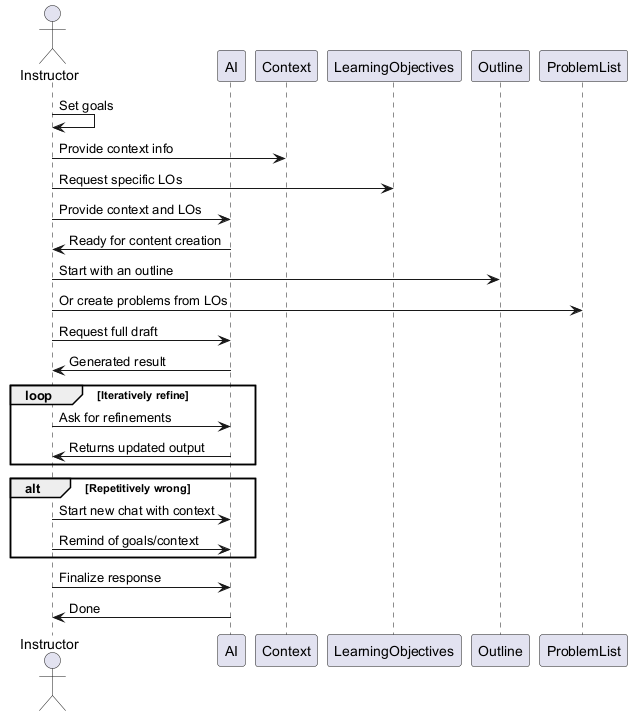 Instructor
AI
Context
LearningObjectives
Outline
ProblemList
Set goals
Provide context info
Request specific LOs
Provide context and LOs
Ready for content creation
Start with an outline
Or create problems from LOs
Request full draft
Generated result
loop [Iteratively refine]
Ask for refinements
Returns updated output
alt [Repetitively wrong]
Start new chat with context
Remind of goals/context
Finalize response
Done
Instructor
AI
Context
LearningObjectives
Outline
ProblemList